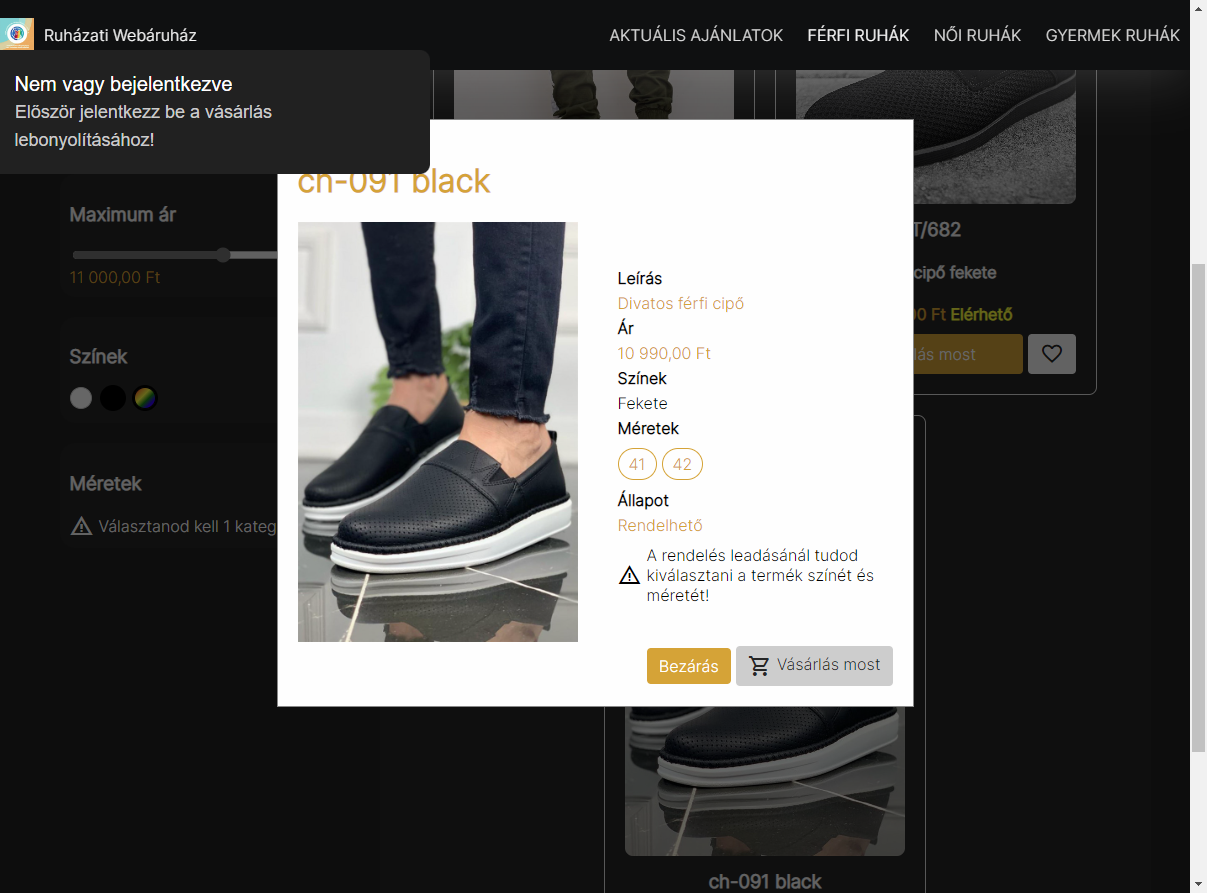 Ruházati Webáruház
AKTUÁLIS AJÁNLATOK FÉRFI RUHÁK NŐI RUHÁK GYERMEK RUHÁK
Nem vagy bejelentkezve
Először jelentkezz be a vásárlás
lebonyolításához!
Maximum ár
11 000,00 Ft
Színek
Méretek
Választanod kell 1 kateg
ch-091 black
Leírás
Divatos férfi cipő
Ár
10 990,00 Ft
Színek
Fekete
Méretek
41 42
Állapot
Rendelhető
A rendelés leadásánál tudod
kiválasztani a termék színét és
méretét!
Bezárás Vásárlás most
T/682
cipő fekete
00 Ft Elérhető
lás most
ch-091 black